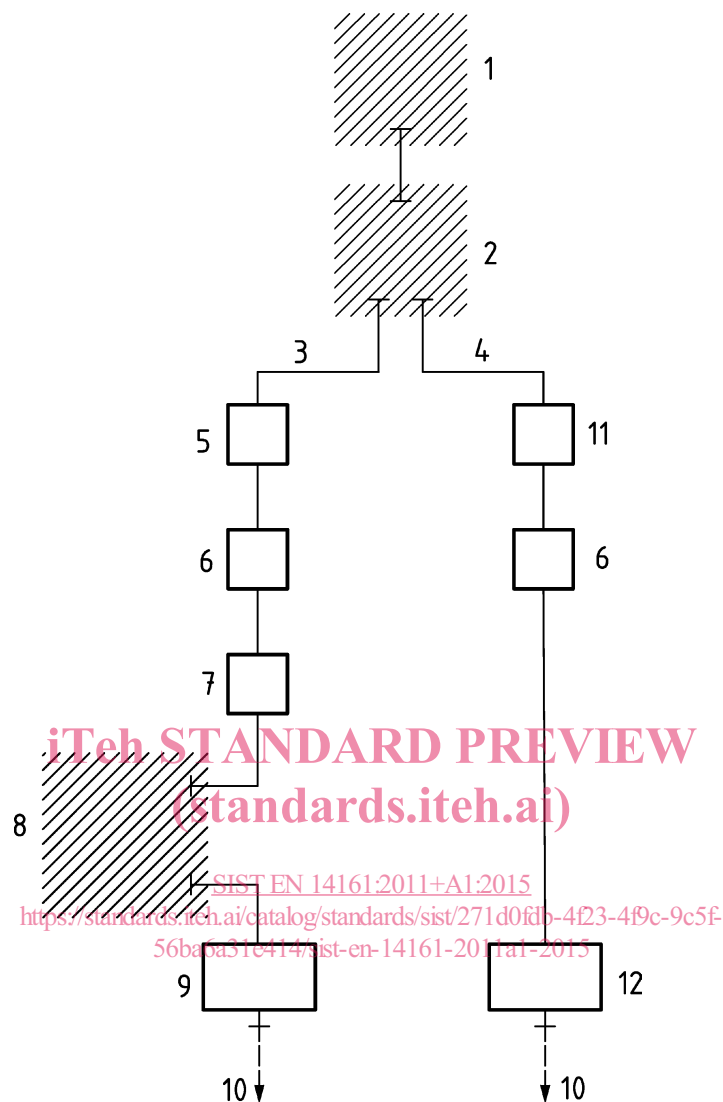 1
2
3
4
5
11
6
6
7
iTeh STANDARD PREVIEW
(standards.iteh.ai)
8
SIST EN 14161:2011+A1:2015
https://standards.iteh.ai/catalog/standards/sist/271d0fdb-4f23-4f9c-9c5f-
56ba6a31e414/sist-en-14161-2011a1-2015
9
12
10
10